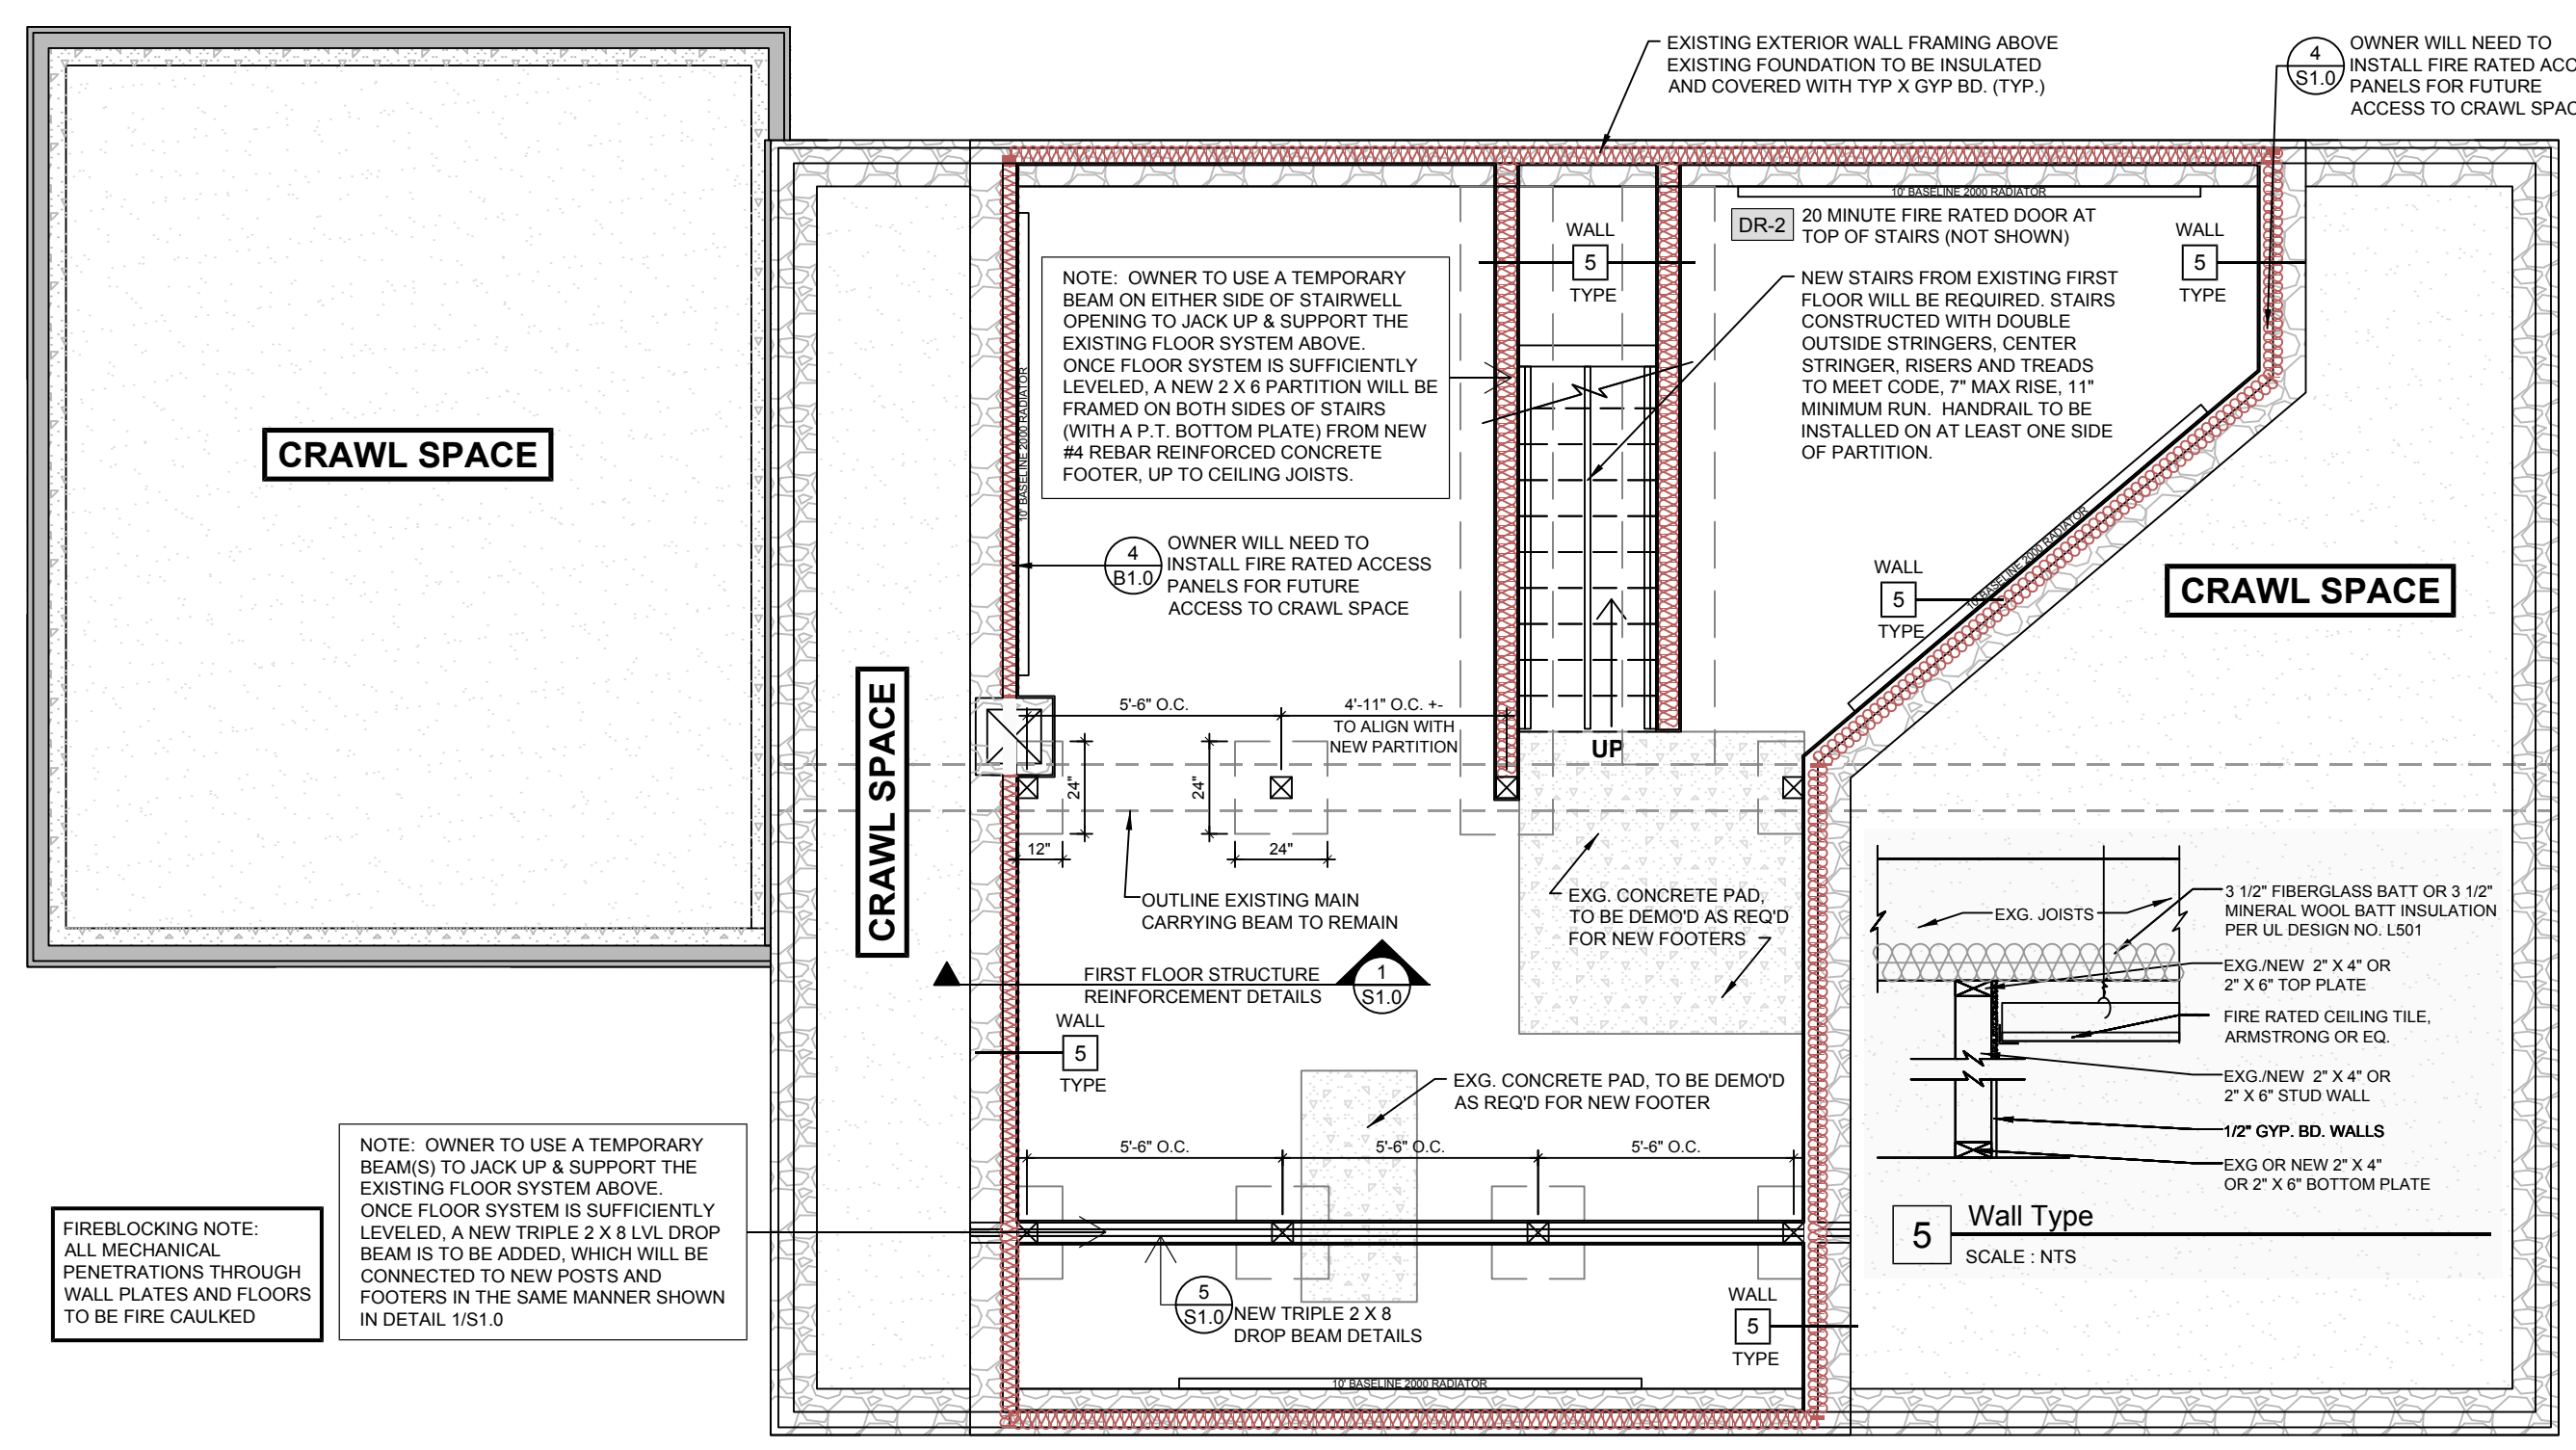 EXISTING EXTERIOR WALL FRAMING ABOVE
EXISTING FOUNDATION TO BE INSULATED
AND COVERED WITH TYP X GYP BD. (TYP.)
4
S1.0
OWNER WILL NEED TO
INSTALL FIRE RATED ACC
PANELS FOR FUTURE
ACCESS TO CRAWL SPAC
10' BASELINE 2000 RADIATOR
DR-2
20 MINUTE FIRE RATED DOOR AT
TOP OF STAIRS (NOT SHOWN)
WALL
5
TYPE
WALL
5
TYPE
NOTE: OWNER TO USE A TEMPORARY
BEAM ON EITHER SIDE OF STAIRWELL
OPENING TO JACK UP & SUPPORT THE
EXISTING FLOOR SYSTEM ABOVE.
ONCE FLOOR SYSTEM IS SUFFICIENTLY
LEVELED, A NEW 2 X 6 PARTITION WILL BE
FRAMED ON BOTH SIDES OF STAIRS
(WITH A P.T. BOTTOM PLATE) FROM NEW
#4 REBAR REINFORCED CONCRETE
FOOTER, UP TO CEILING JOISTS.
NEW STAIRS FROM EXISTING FIRST
FLOOR WILL BE REQUIRED. STAIRS
CONSTRUCTED WITH DOUBLE
OUTSIDE STRINGERS, CENTER
STRINGER, RISERS AND TREADS
TO MEET CODE, 7" MAX RISE, 11"
MINIMUM RUN. HANDRAIL TO BE
INSTALLED ON AT LEAST ONE SIDE
OF PARTITION.
CRAWL SPACE
10' BASELINE 2000 RADIATOR
4
B1.0
OWNER WILL NEED TO
INSTALL FIRE RATED ACCESS
PANELS FOR FUTURE
ACCESS TO CRAWL SPACE
10' BASELINE 2000 RADIATOR
WALL
5
TYPE
CRAWL SPACE
CRAWL SPACE
5'-6" O.C.
4'-11" O.C. +-
TO ALIGN WITH
NEW PARTITION
UP
24"
24"
12"
24"
OUTLINE EXISTING MAIN
CARRYING BEAM TO REMAIN
EXG. CONCRETE PAD,
TO BE DEMO'D AS REQ'D
FOR NEW FOOTERS
FIRST FLOOR STRUCTURE
REINFORCEMENT DETAILS
1
S1.0
WALL
5
TYPE
EXG. CONCRETE PAD, TO BE DEMO'D
AS REQ'D FOR NEW FOOTER
5'-6" O.C.
5'-6" O.C.
5'-6" O.C.
EXG. JOISTS
3 1/2" FIBERGLASS BATT OR 3 1/2"
MINERAL WOOL BATT INSULATION
PER UL DESIGN NO. L501
EXG./NEW 2" X 4" OR
2" X 6" TOP PLATE
FIRE RATED CEILING TILE,
ARMSTRONG OR EQ.
EXG./NEW 2" X 4" OR
2" X 6" STUD WALL
1/2" GYP. BD. WALLS
EXG OR NEW 2" X 4"
OR 2" X 6" BOTTOM PLATE
5
Wall Type
SCALE : NTS
FIREBLOCKING NOTE:
ALL MECHANICAL
PENETRATIONS THROUGH
WALL PLATES AND FLOORS
TO BE FIRE CAULKED
NOTE: OWNER TO USE A TEMPORARY
BEAM(S) TO JACK UP & SUPPORT THE
EXISTING FLOOR SYSTEM ABOVE.
ONCE FLOOR SYSTEM IS SUFFICIENTLY
LEVELED, A NEW TRIPLE 2 X 8 LVL DROP
BEAM IS TO BE ADDED, WHICH WILL BE
CONNECTED TO NEW POSTS AND
FOOTERS IN THE SAME MANNER SHOWN
IN DETAIL 1/S1.0
5
S1.0
NEW TRIPLE 2 X 8
DROP BEAM DETAILS
WALL
5
TYPE
10' BASELINE 2000 RADIATOR